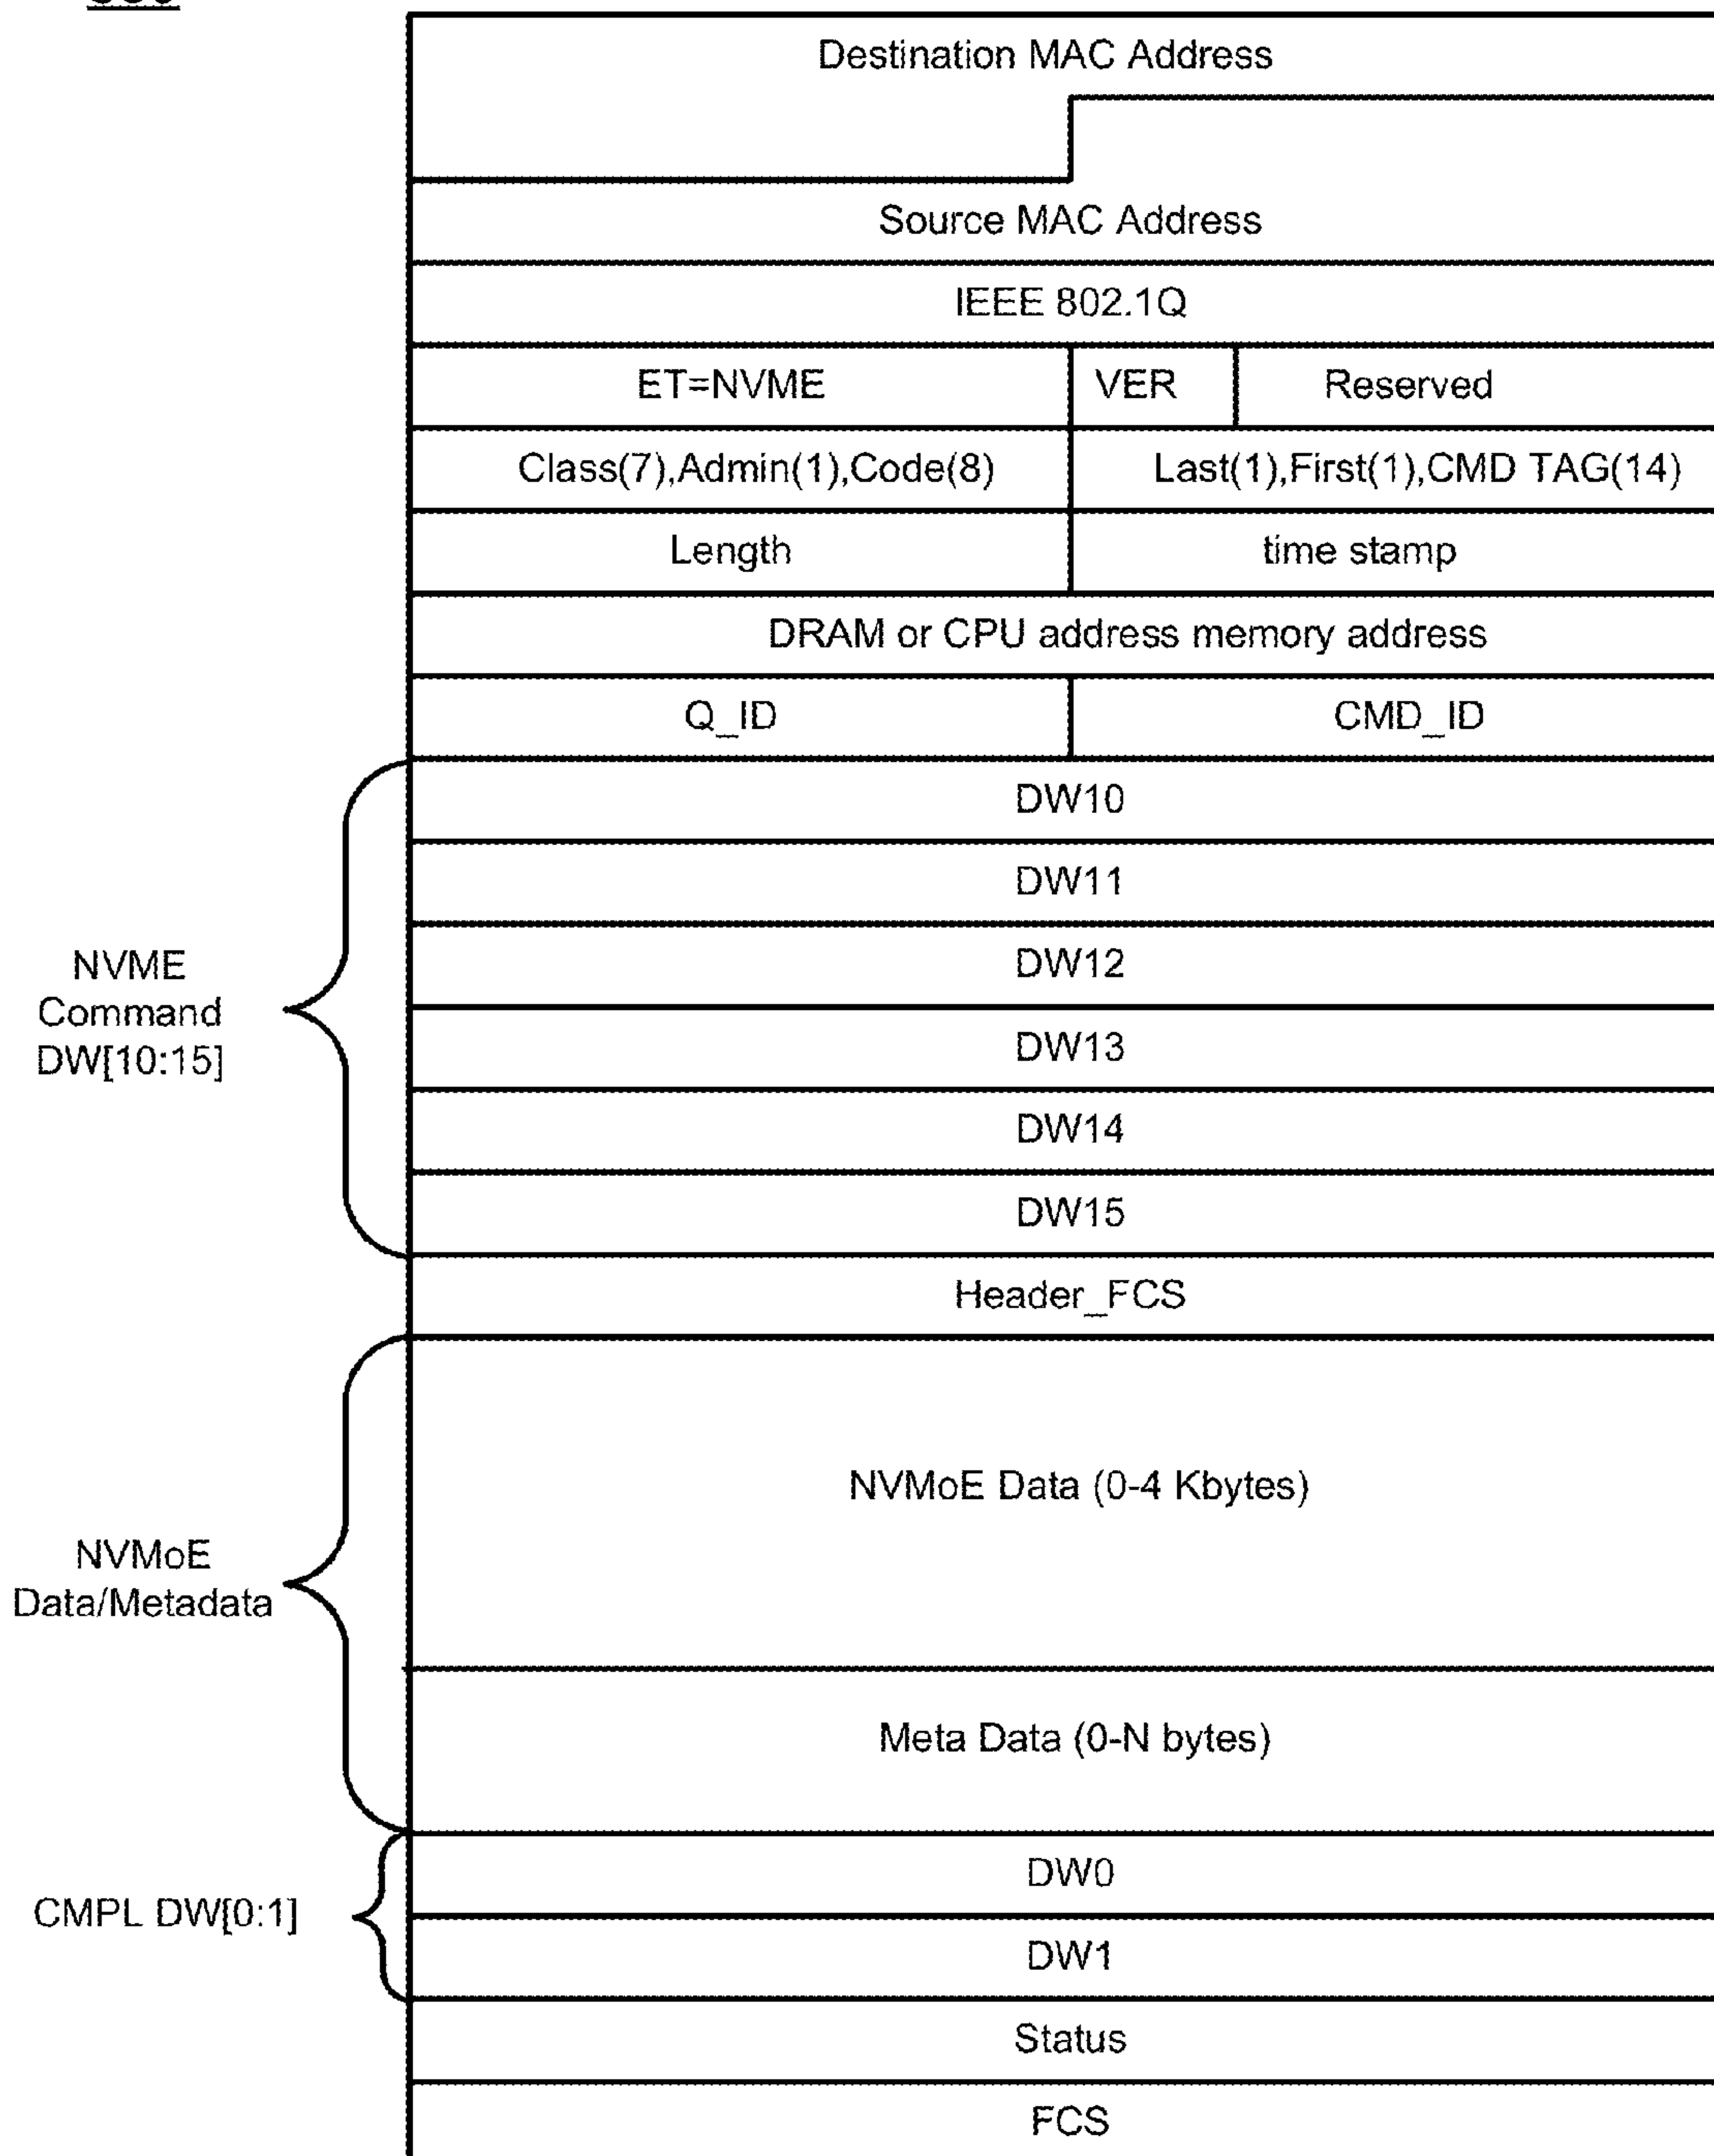 Destination MAC Address
Source MAC Address
IEEE 802.1Q
ET=NVME VER Reserved
Class(7),Admin(1),Code(8) Last(1),First(1),CMD TAG(14)
Length time stamp
DRAM or CPU address memory address
Q_ID CMD_ID
NVME
Command
DW[10:15]
DW10
DW11
DW12
DW13
DW14
DW15
Header_FCS
NVMoE
Data/Metadata
NVMoE Data (0-4 Kbytes)
Meta Data (0-N bytes)
CMPL DW[0:1]
DW0
DW1
Status
FCS